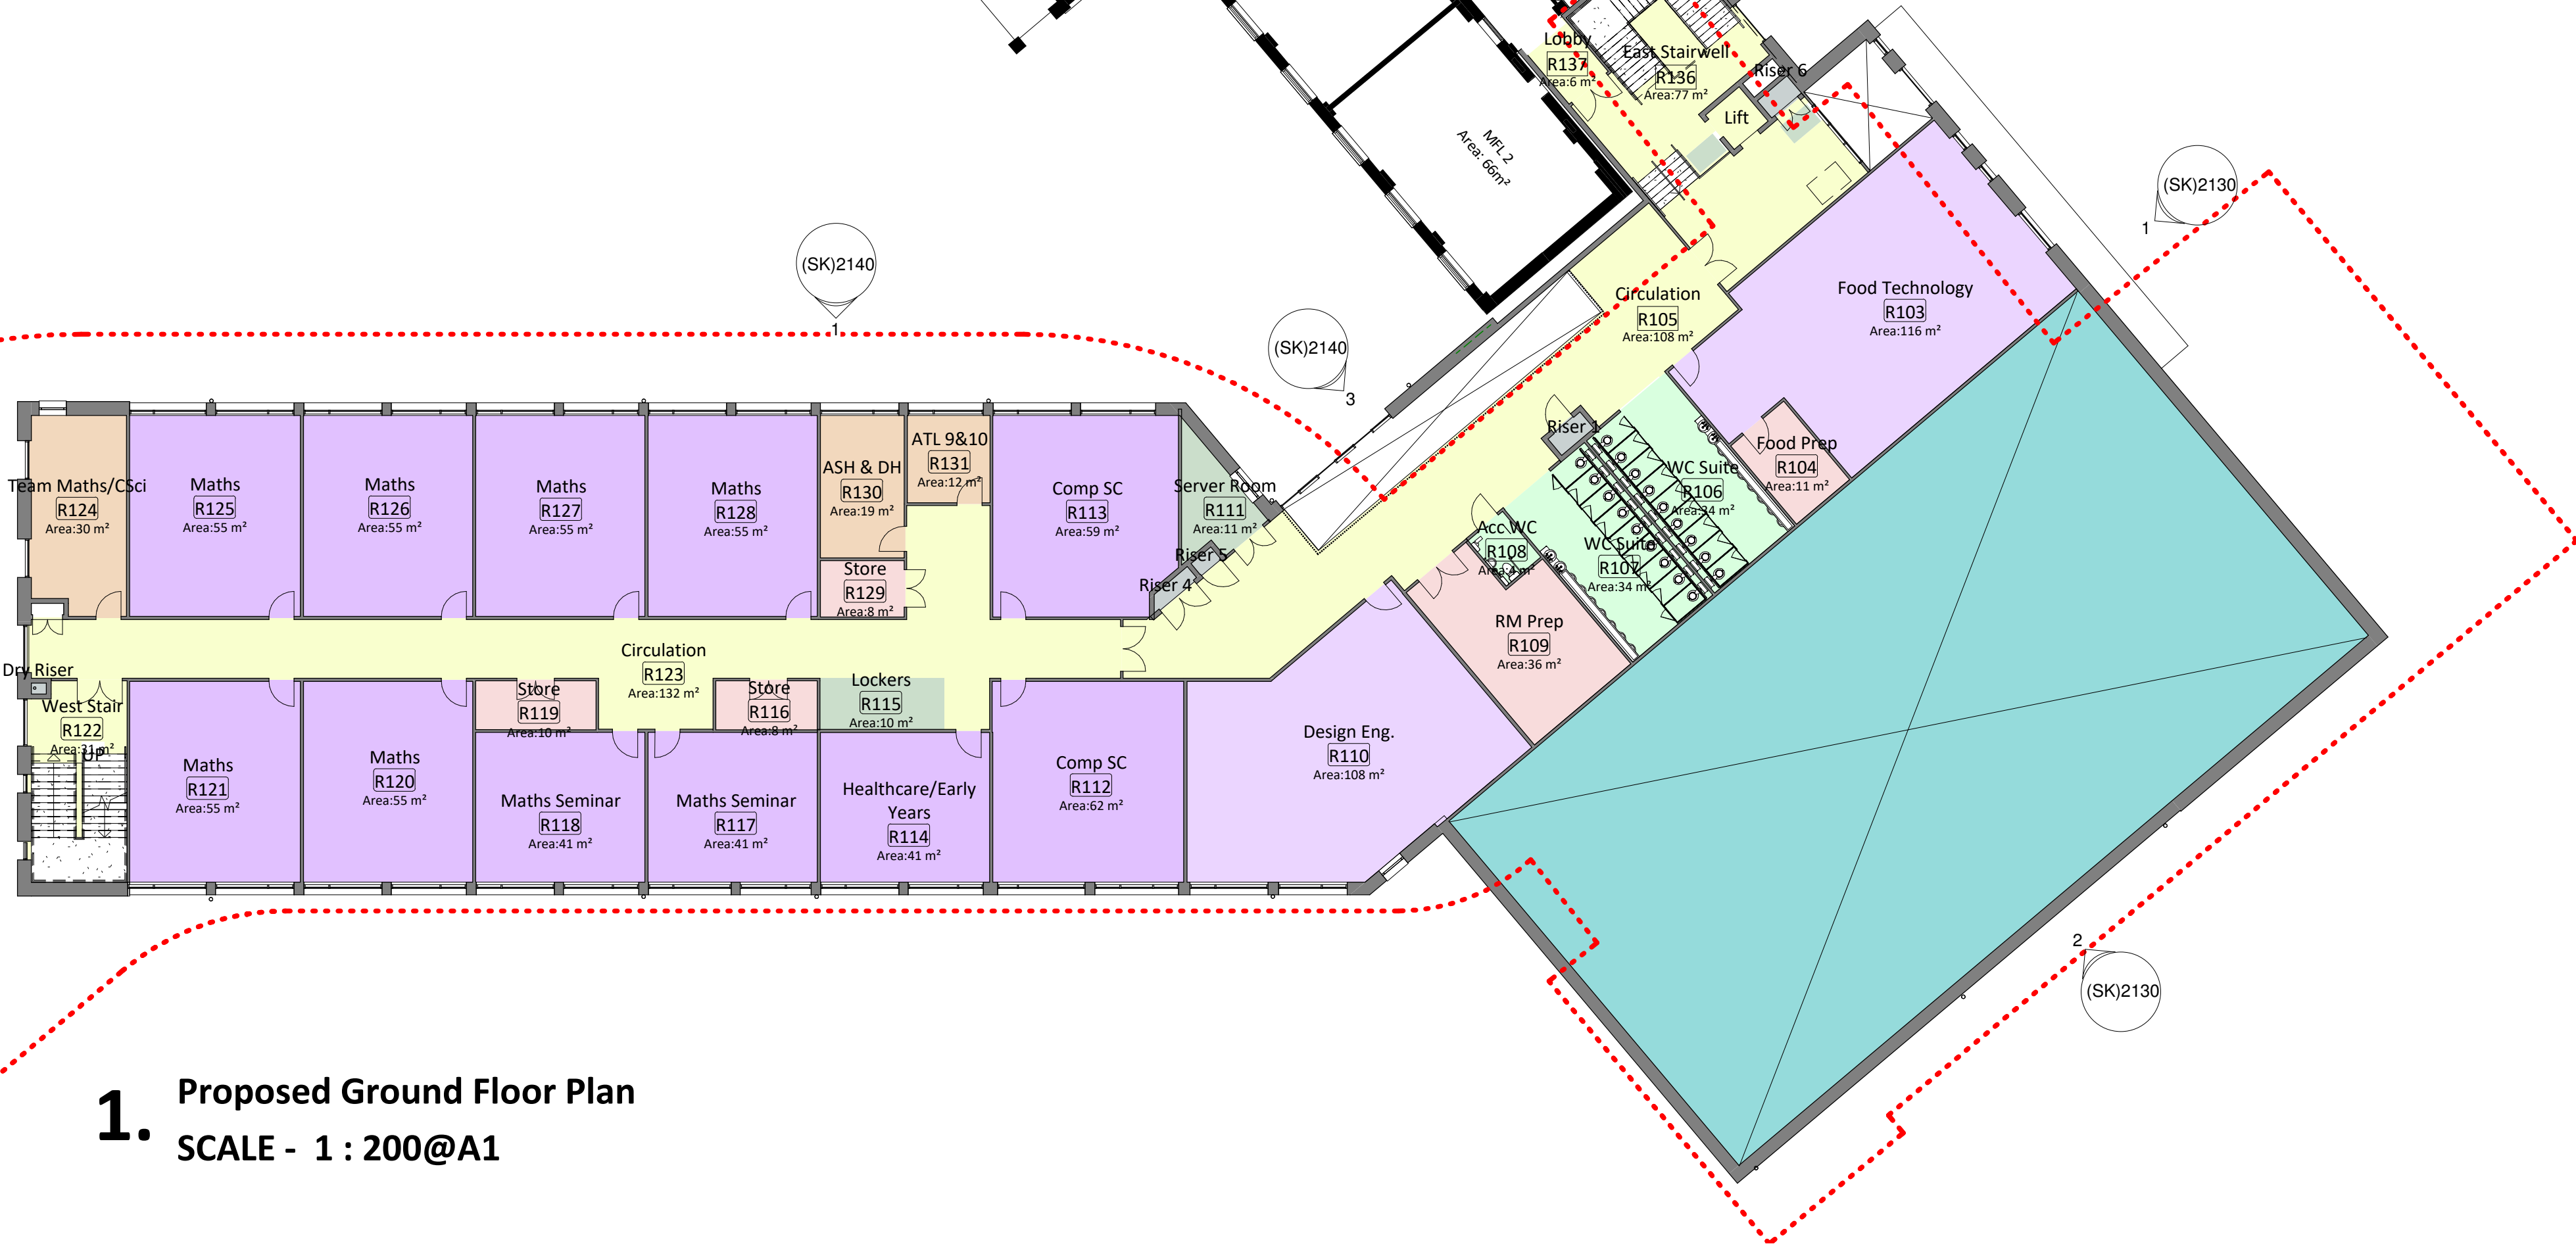 Lobby
R137
Area:6 m²
East Stairwell
R136
Area:77 m²
Riser 6
Lift
MFL 2
Area: 66m²
(SK)2130
1
(SK)2140
1
(SK)2140
3
Circulation
R105
Area:108 m²
Food Technology
R103
Area:116 m²
Riser 1
Food Prep
R104
Area:11 m²
WC Suite
R106
Area:34 m²
WC Suite
R107
Area:34 m²
Acc WC
R108
Area:4 m²
RM Prep
R109
Area:36 m²
Design Eng.
R110
Area:108 m²
Server Room
R111
Area:11 m²
Riser 5
Riser 4
Team Maths/CSci
R124
Area:30 m²
Maths
R125
Area:55 m²
Maths
R126
Area:55 m²
Maths
R127
Area:55 m²
Maths
R128
Area:55 m²
ASH & DH
R130
Area:19 m²
ATL 9&10
R131
Area:12 m²
Store
R129
Area:8 m²
Comp SC
R113
Area:59 m²
Circulation
R123
Area:132 m²
Dry Riser
West Stair
R122
Area:31 m²
UP
Maths
R121
Area:55 m²
Maths
R120
Area:55 m²
Store
R119
Area:10 m²
Store
R116
Area:8 m²
Lockers
R115
Area:10 m²
Maths Seminar
R118
Area:41 m²
Maths Seminar
R117
Area:41 m²
Healthcare/Early
Years
R114
Area:41 m²
Comp SC
R112
Area:62 m²
2
(SK)2130
1.
Proposed Ground Floor Plan
SCALE - 1 : 200@A1